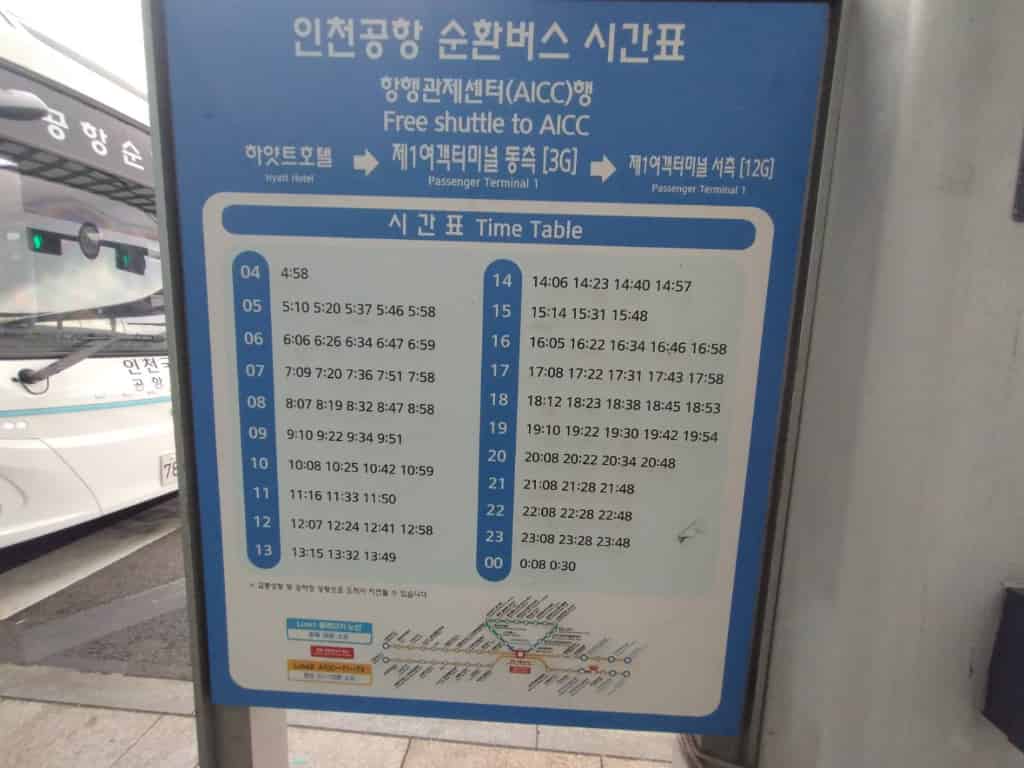 인천공항 순환버스 시간표
항행관제센터(AICC)행
Free shuttle to AICC
하얏트호텔 → 제1여객터미널 동측 [3G] → 제1여객터미널 서측 [12G]
Hyatt Hotel Passenger Terminal 1 Passenger Terminal 1
시 간 표 Time Table
04 4:58
05 5:10 5:20 5:37 5:46 5:58
06 6:06 6:26 6:34 6:47 6:59
07 7:09 7:20 7:36 7:51 7:58
08 8:07 8:19 8:32 8:47 8:58
09 9:10 9:22 9:34 9:51
10 10:08 10:25 10:42 10:59
11 11:16 11:33 11:50
12 12:07 12:24 12:41 12:58
13 13:15 13:32 13:49
14 14:06 14:23 14:40 14:57
15 15:14 15:31 15:48
16 16:05 16:22 16:34 16:46 16:58
17 17:08 17:22 17:31 17:43 17:58
18 18:12 18:23 18:38 18:45 18:53
19 19:10 19:22 19:30 19:42 19:54
20 20:08 20:22 20:34 20:48
21 21:08 21:28 21:48
22 22:08 22:28 22:48
23 23:08 23:28 23:48
00 0:08 0:30
공항순
인천국
공항
78